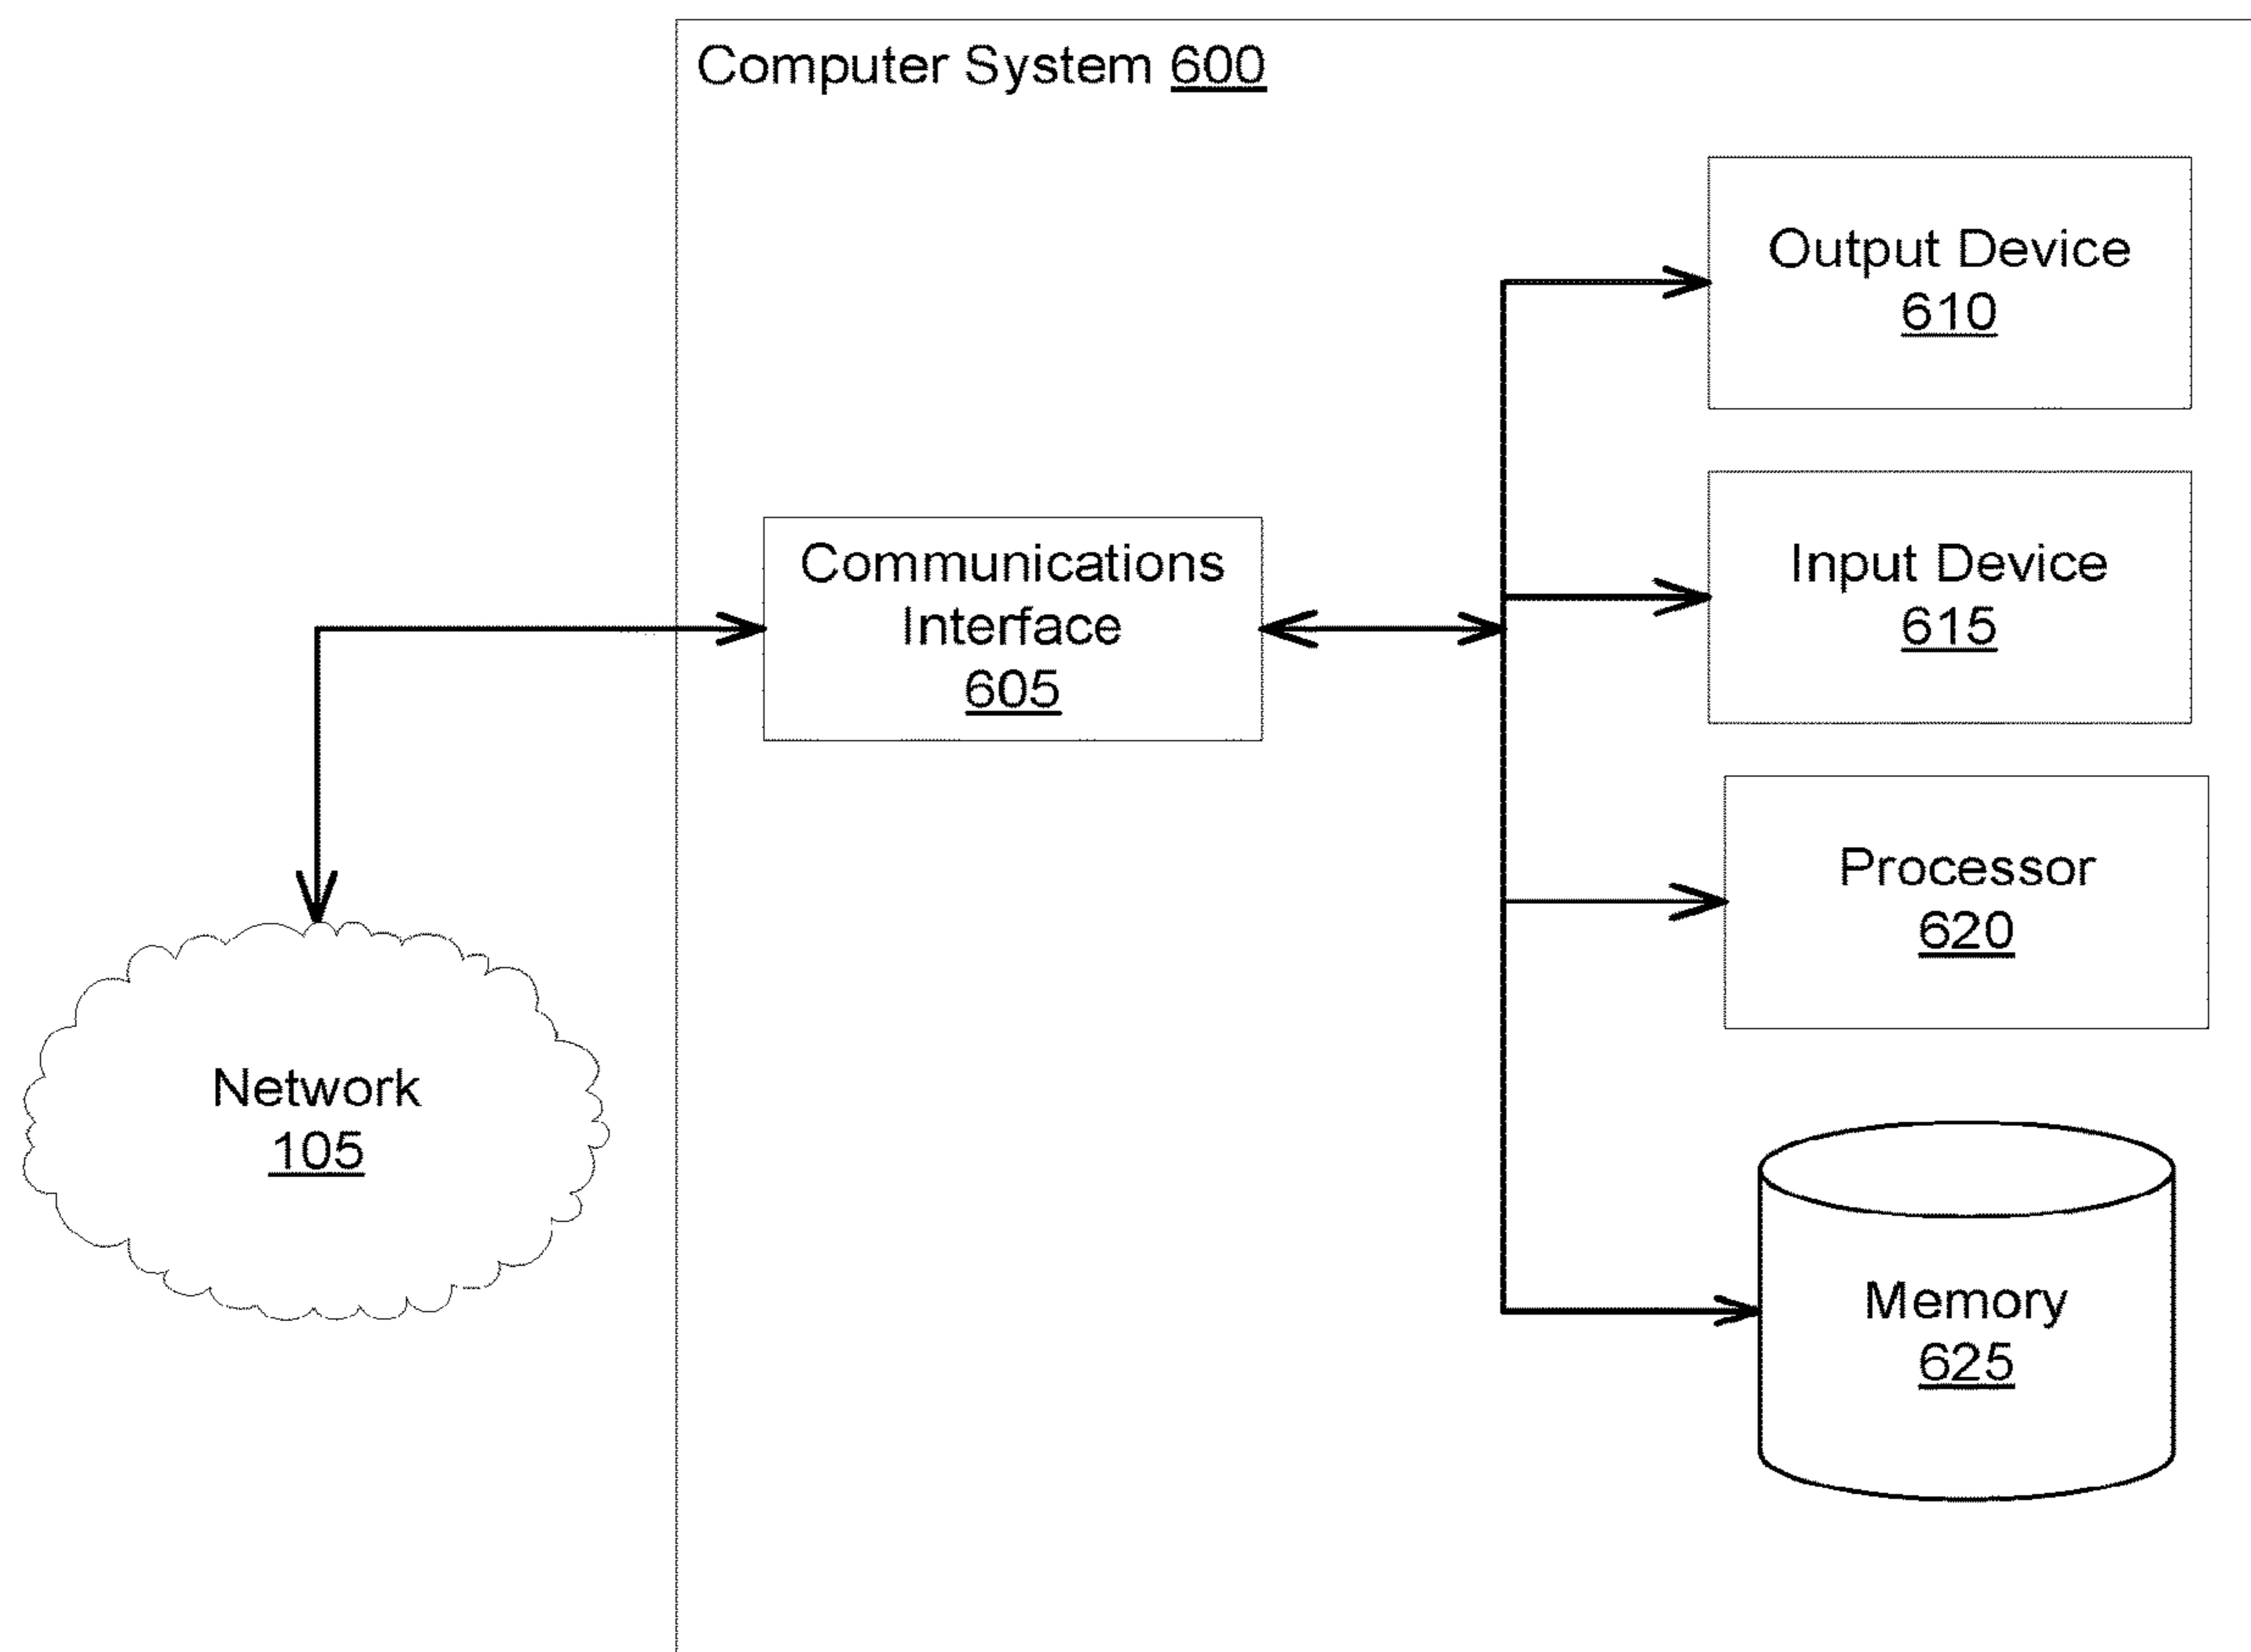 Computer System 600
Output Device
610
Input Device
615
Communications
Interface
605
Processor
620
Network
105
Memory
625